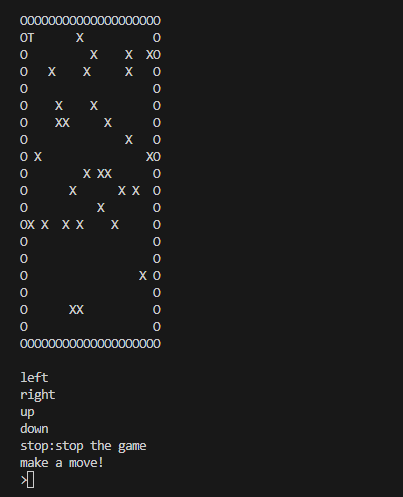 OOOOOOOOOOOOOOOOOOOO
OT      X          O
O         X    X  XO
O   X    X     X   O
O                  O
O    X    X        O
O    XX     X      O
O              X   O
O X               XO
O        X XX      O
O      X      X X  O
O          X       O
OX X  X X    X     O
O                  O
O                  O
O                X O
O                  O
O      XX          O
O                  O
OOOOOOOOOOOOOOOOOOOO
left
right
up
down
stop:stop the game
make a move!
>